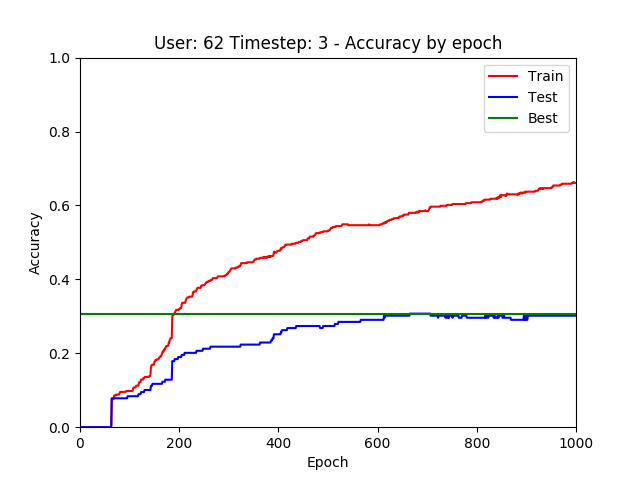 User: 62 Timestep: 3 - Accuracy by epoch
1.0
0.8
0.6
0.4
0.2
0.0
Accuracy
Train
Test
Best
0 200 400 600 800 1000
Epoch